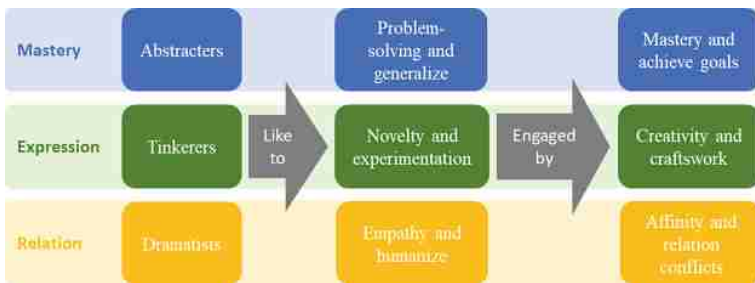 Mastery
Abstracters
Problem-
solving and
generalize
Mastery and
achieve goals
Expression
Tinkerers
Like
to
Novelty and
experimentation
Engaged
by
Creativity and
craftswork
Relation
Dramatists
Empathy and
humanize
Affinity and
relation
conflicts